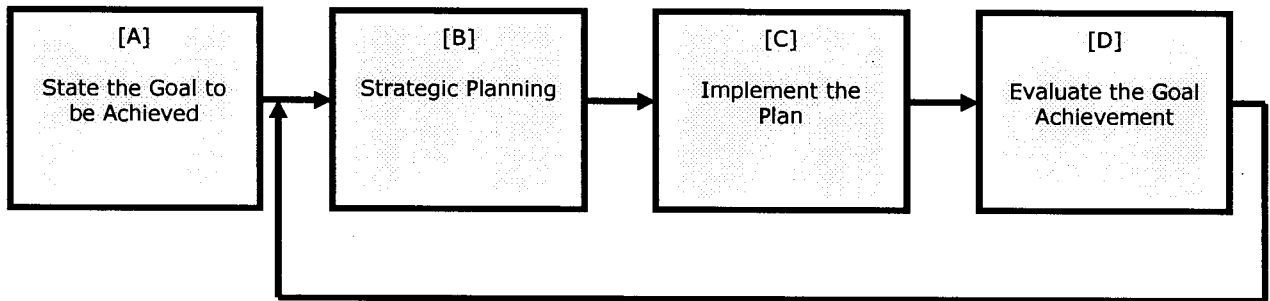 [A]
State the Goal to
be Achieved
[B]
Strategic Planning
[C]
Implement the
Plan
[D]
Evaluate the Goal
Achievement